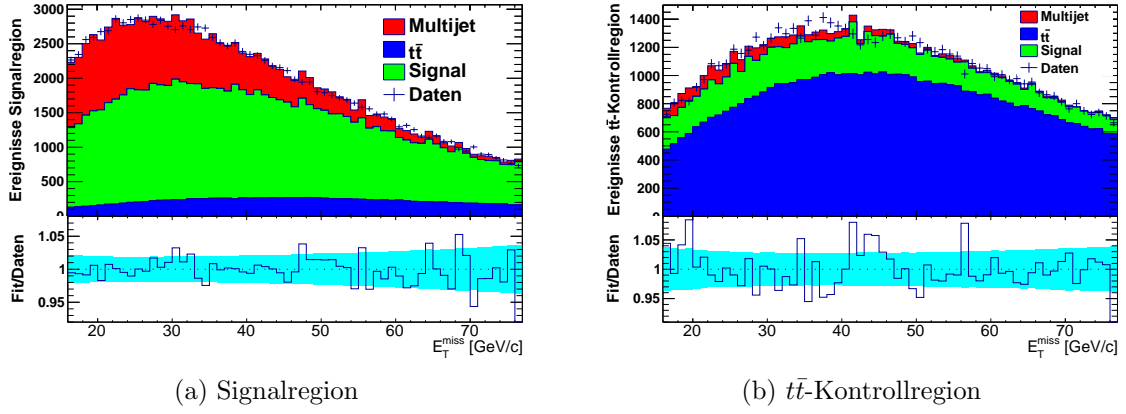 3000
2500
2000
1500
1000
500
0
Ereignisse Signalregion
Multijet
tt̄
Signal
Daten
1.05
1
0.95
Fit/Daten
20 30 40 50 60 70
E_T^miss [GeV/c]
(a) Signalregion
1400
1200
1000
800
600
400
200
0
Ereignisse tt̄-Kontrollregion
Multijet
tt̄
Signal
Daten
1.05
1
0.95
Fit/Daten
20 30 40 50 60 70
E_T^miss [GeV/c]
(b) tt̄-Kontrollregion